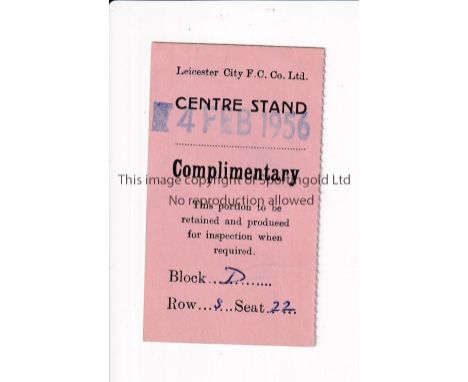 Leicester City F.C. Co. Ltd.
CENTRE STAND
4 FEB 1956
Complimentary
This image copyright of Sportingold Ltd
No reproduction allowed
This portion to be
retained and produced
for inspection when
required.
Block...D.......
Row...S...Seat 22...